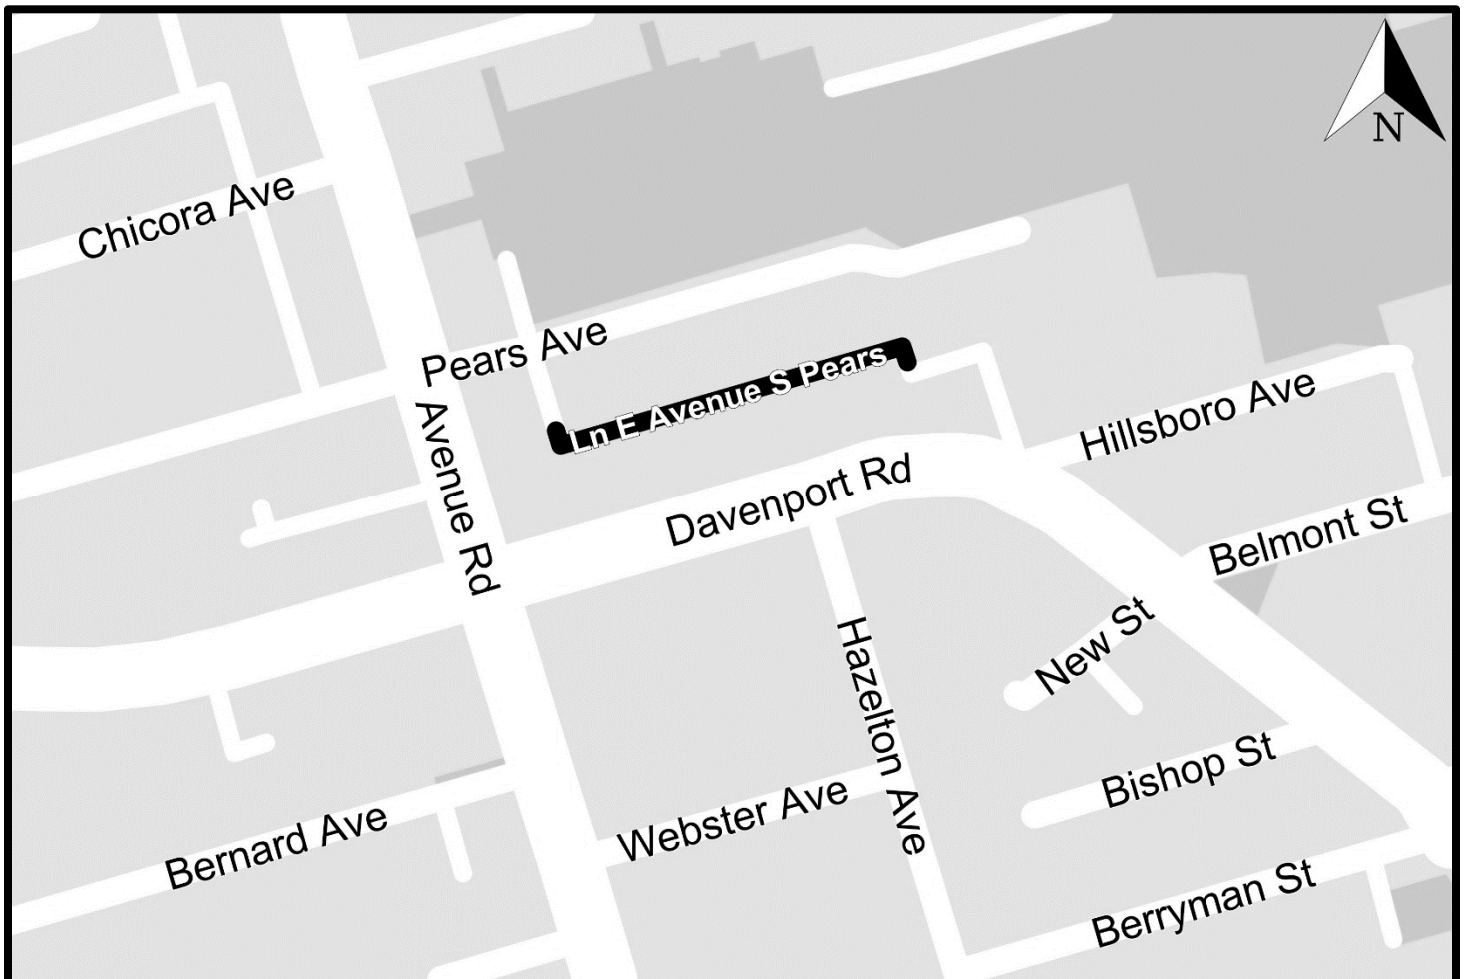 N
Chicora Ave
Pears Ave
Ln E Avenue S Pears
Hillsboro Ave
Avenue Rd
Davenport Rd
Belmont St
New St
Hazelton Ave
Bishop St
Webster Ave
Bernard Ave
Berryman St